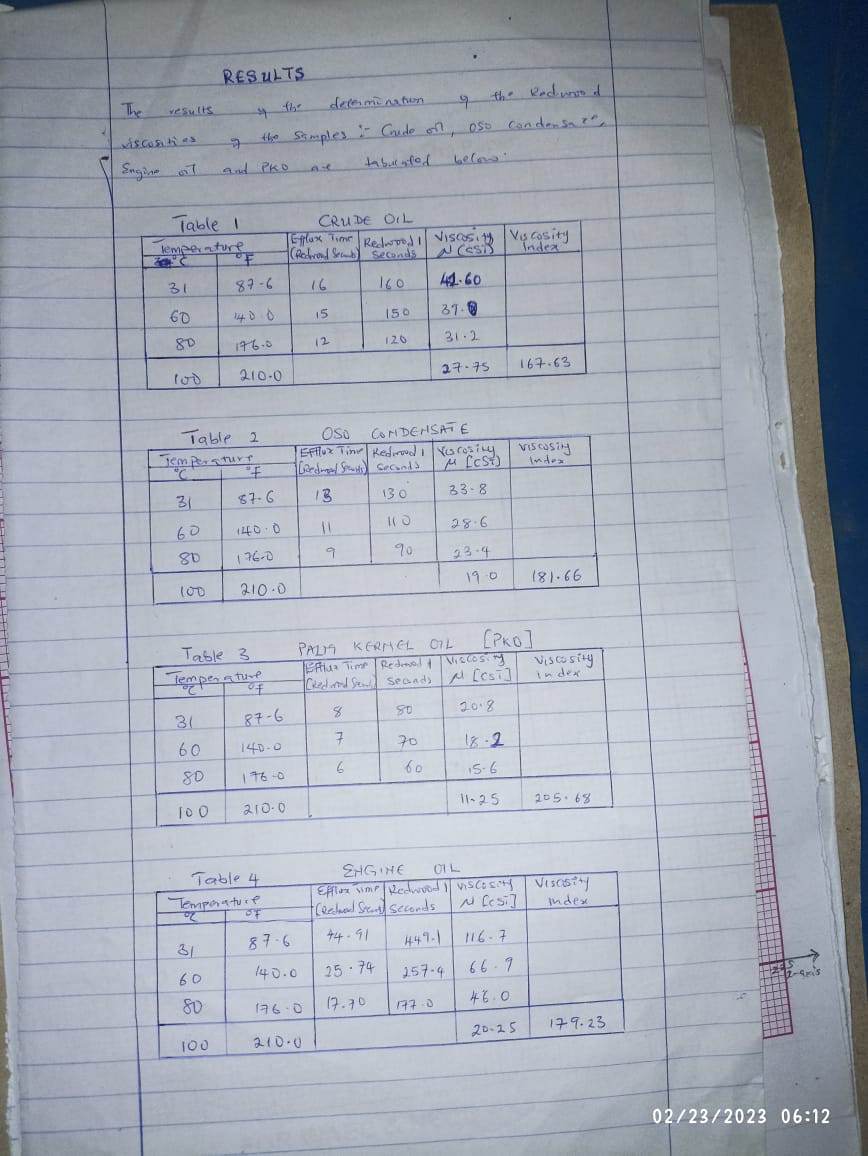 RESULTS
The results of the determination of the Redwood
viscosities of the samples :- Crude oil, OSO condensate,
Engine oil and PKO are tabulated below.
Table 1 CRUDE OIL
Temperature Efflux Time Redwood 1 Viscosity Viscosity
°C °F (Redwood Seconds) Seconds μ (cSi) Index
31 87.6 16 160 41.60
60 140.0 15 150 39.0
80 176.0 12 120 31.2
100 210.0 27.75 167.63
Table 2 OSO CONDENSATE
Temperature Efflux Time Redwood 1 Viscosity Viscosity
°C °F (Redwood Seconds) Seconds μ [cSi] Index
31 87.6 13 130 33.8
60 140.0 11 110 28.6
80 176.0 9 90 23.4
100 210.0 19.0 181.66
Table 3 PALM KERNEL OIL [PKO]
Temperature Efflux Time Redwood 1 Viscosity Viscosity
°C °F (Redwood Seconds) Seconds μ [cSi] Index
31 87.6 8 80 20.8
60 140.0 7 70 18.2
80 176.0 6 60 15.6
100 210.0 11.25 205.68
Table 4 ENGINE OIL
Temperature Efflux Time Redwood 1 Viscosity Viscosity
°C °F (Redwood Seconds) Seconds μ [cSi] Index
31 87.6 44.91 449.1 116.7
60 140.0 25.74 257.4 66.9
80 176.0 17.70 177.0 46.0
100 210.0 20.25 179.23
02/23/2023 06:12